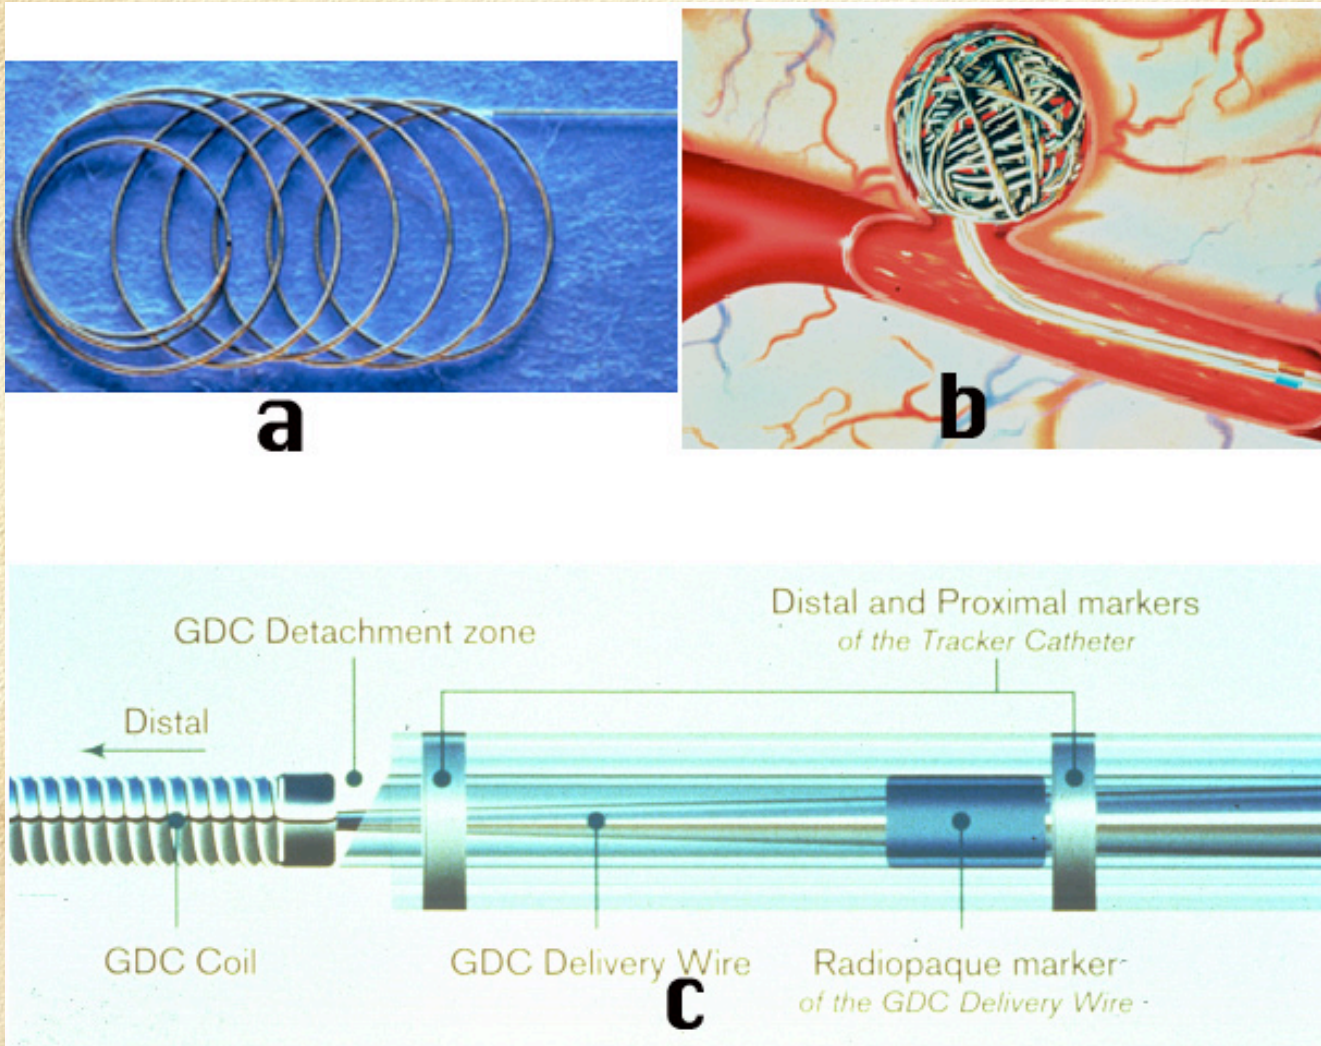 a
b
GDC Detachment zone
Distal and Proximal markers
of the Tracker Catheter
Distal
GDC Coil
GDC Delivery Wire
Radiopaque marker
of the GDC Delivery Wire
c